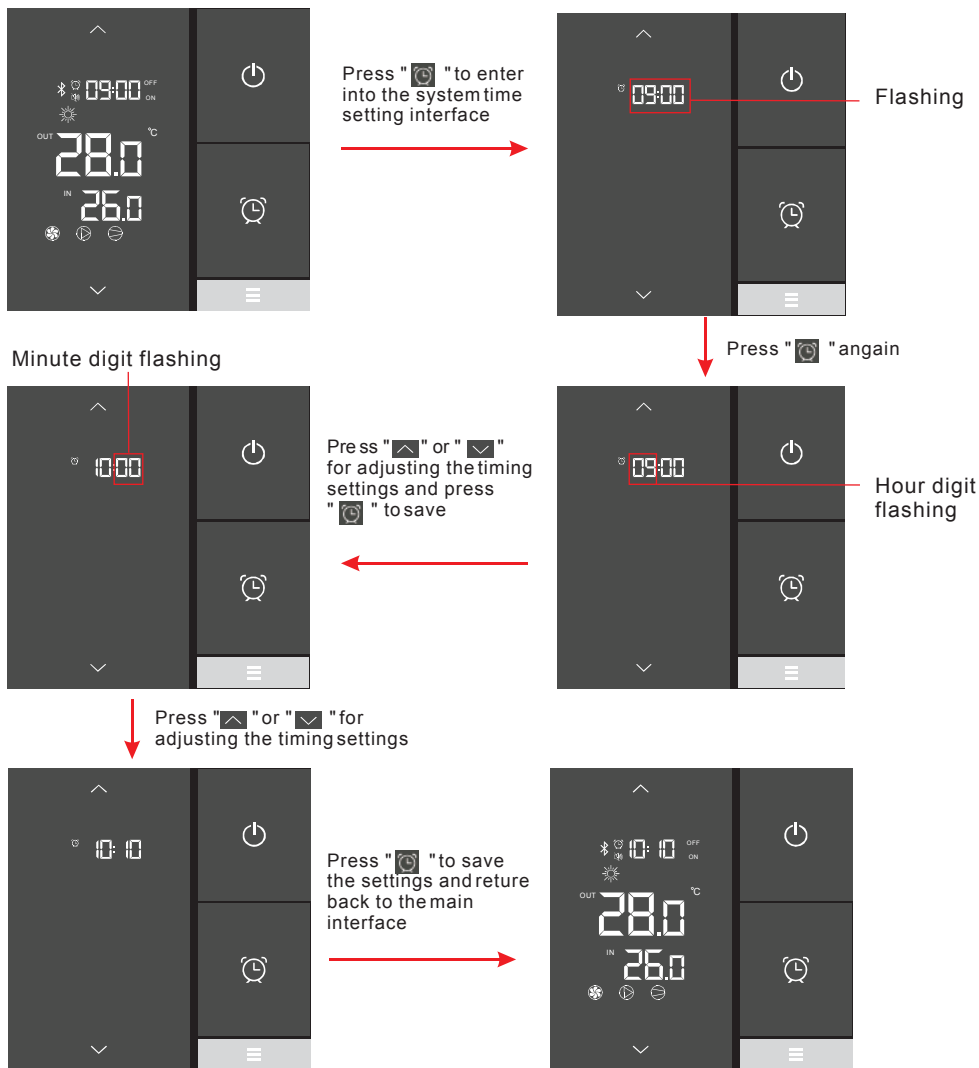 09:00 OFF
ON
OUT 28.0 °C
IN 26.0
Press " " to enter
into the system time
setting interface
09:00
Flashing
Press " " angain
09:00
Hour digit
flashing
Press " " or " "
for adjusting the timing
settings and press
" " to save
Minute digit flashing
10:00
Press " " or " " for
adjusting the timing settings
10:10
Press " " to save
the settings and reture
back to the main
interface
10:10 OFF
ON
OUT 28.0 °C
IN 26.0